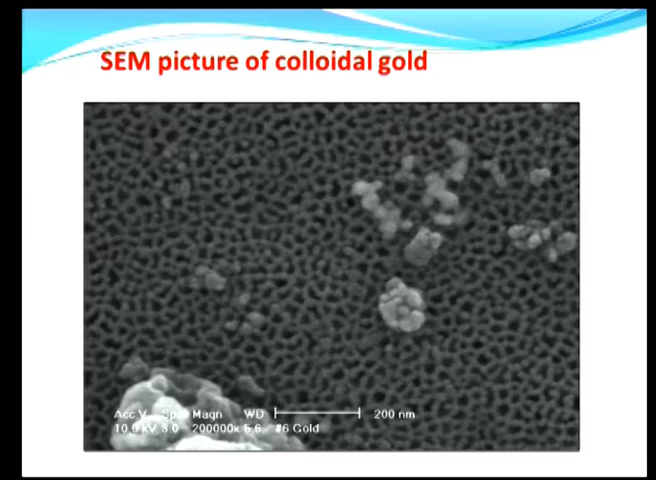 SEM picture of colloidal gold
Acc.V Spot Magn WD 200 nm
10.0 kV 3.0 200000x 5.6 #6 Gold